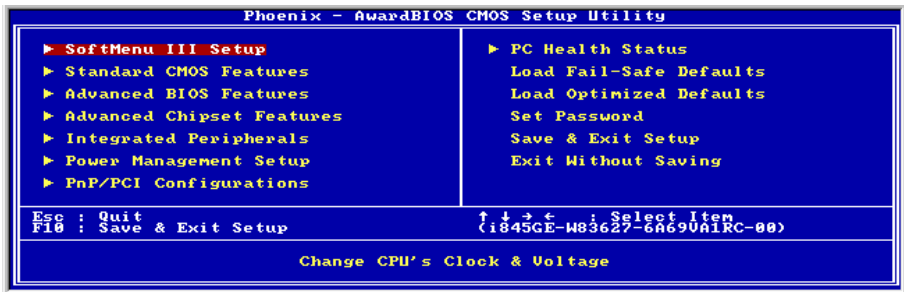 Phoenix - AwardBIOS CMOS Setup Utility
► SoftMenu III Setup
► Standard CMOS Features
► Advanced BIOS Features
► Advanced Chipset Features
► Integrated Peripherals
► Power Management Setup
► PnP/PCI Configurations
► PC Health Status
Load Fail-Safe Defaults
Load Optimized Defaults
Set Password
Save & Exit Setup
Exit Without Saving
Esc : Quit
F10 : Save & Exit Setup
↑ ↓ → ← : Select Item
(i845GE-W83627-6A69VA1RC-00)
Change CPU's Clock & Voltage